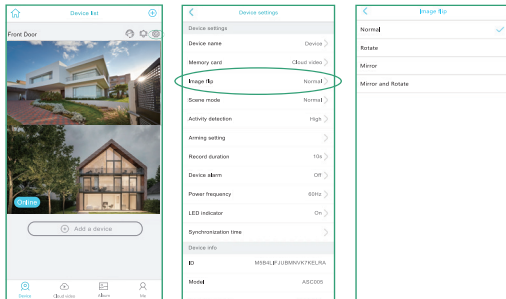 Device list
Front Door
Online
Add a device
Device
Cloud video
Album
Me
Device settings
Device settings
Device name Device
Memory card Cloud video
Image flip Normal
Scene mode Normal
Activity detection High
Arming setting
Record duration 10s
Device alarm Off
Power frequency 60Hz
LED indicator On
Synchronization time
Device info
ID
Model ASC005
Image flip
Normal
Rotate
Mirror
Mirror and Rotate